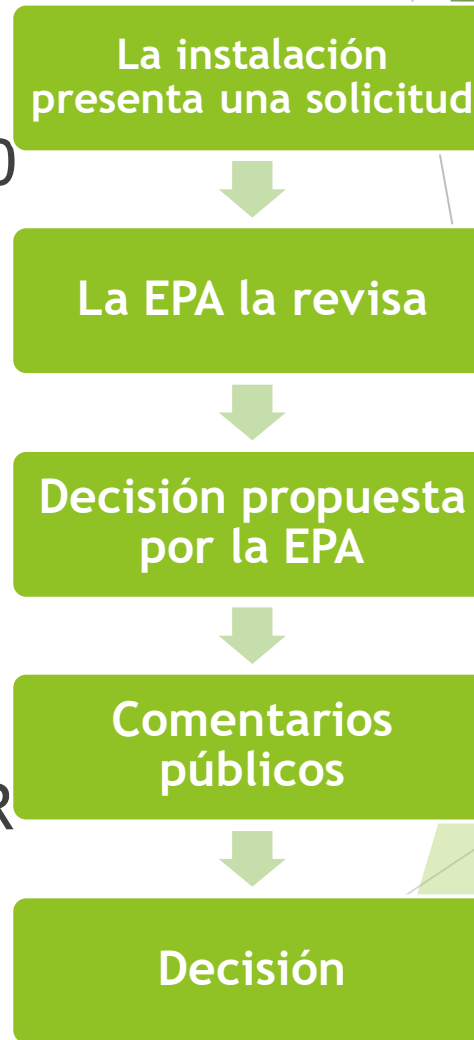 La instalación
presenta una solicitud
La EPA la revisa
Decisión propuesta
por la EPA
Comentarios
públicos
R
Decisión